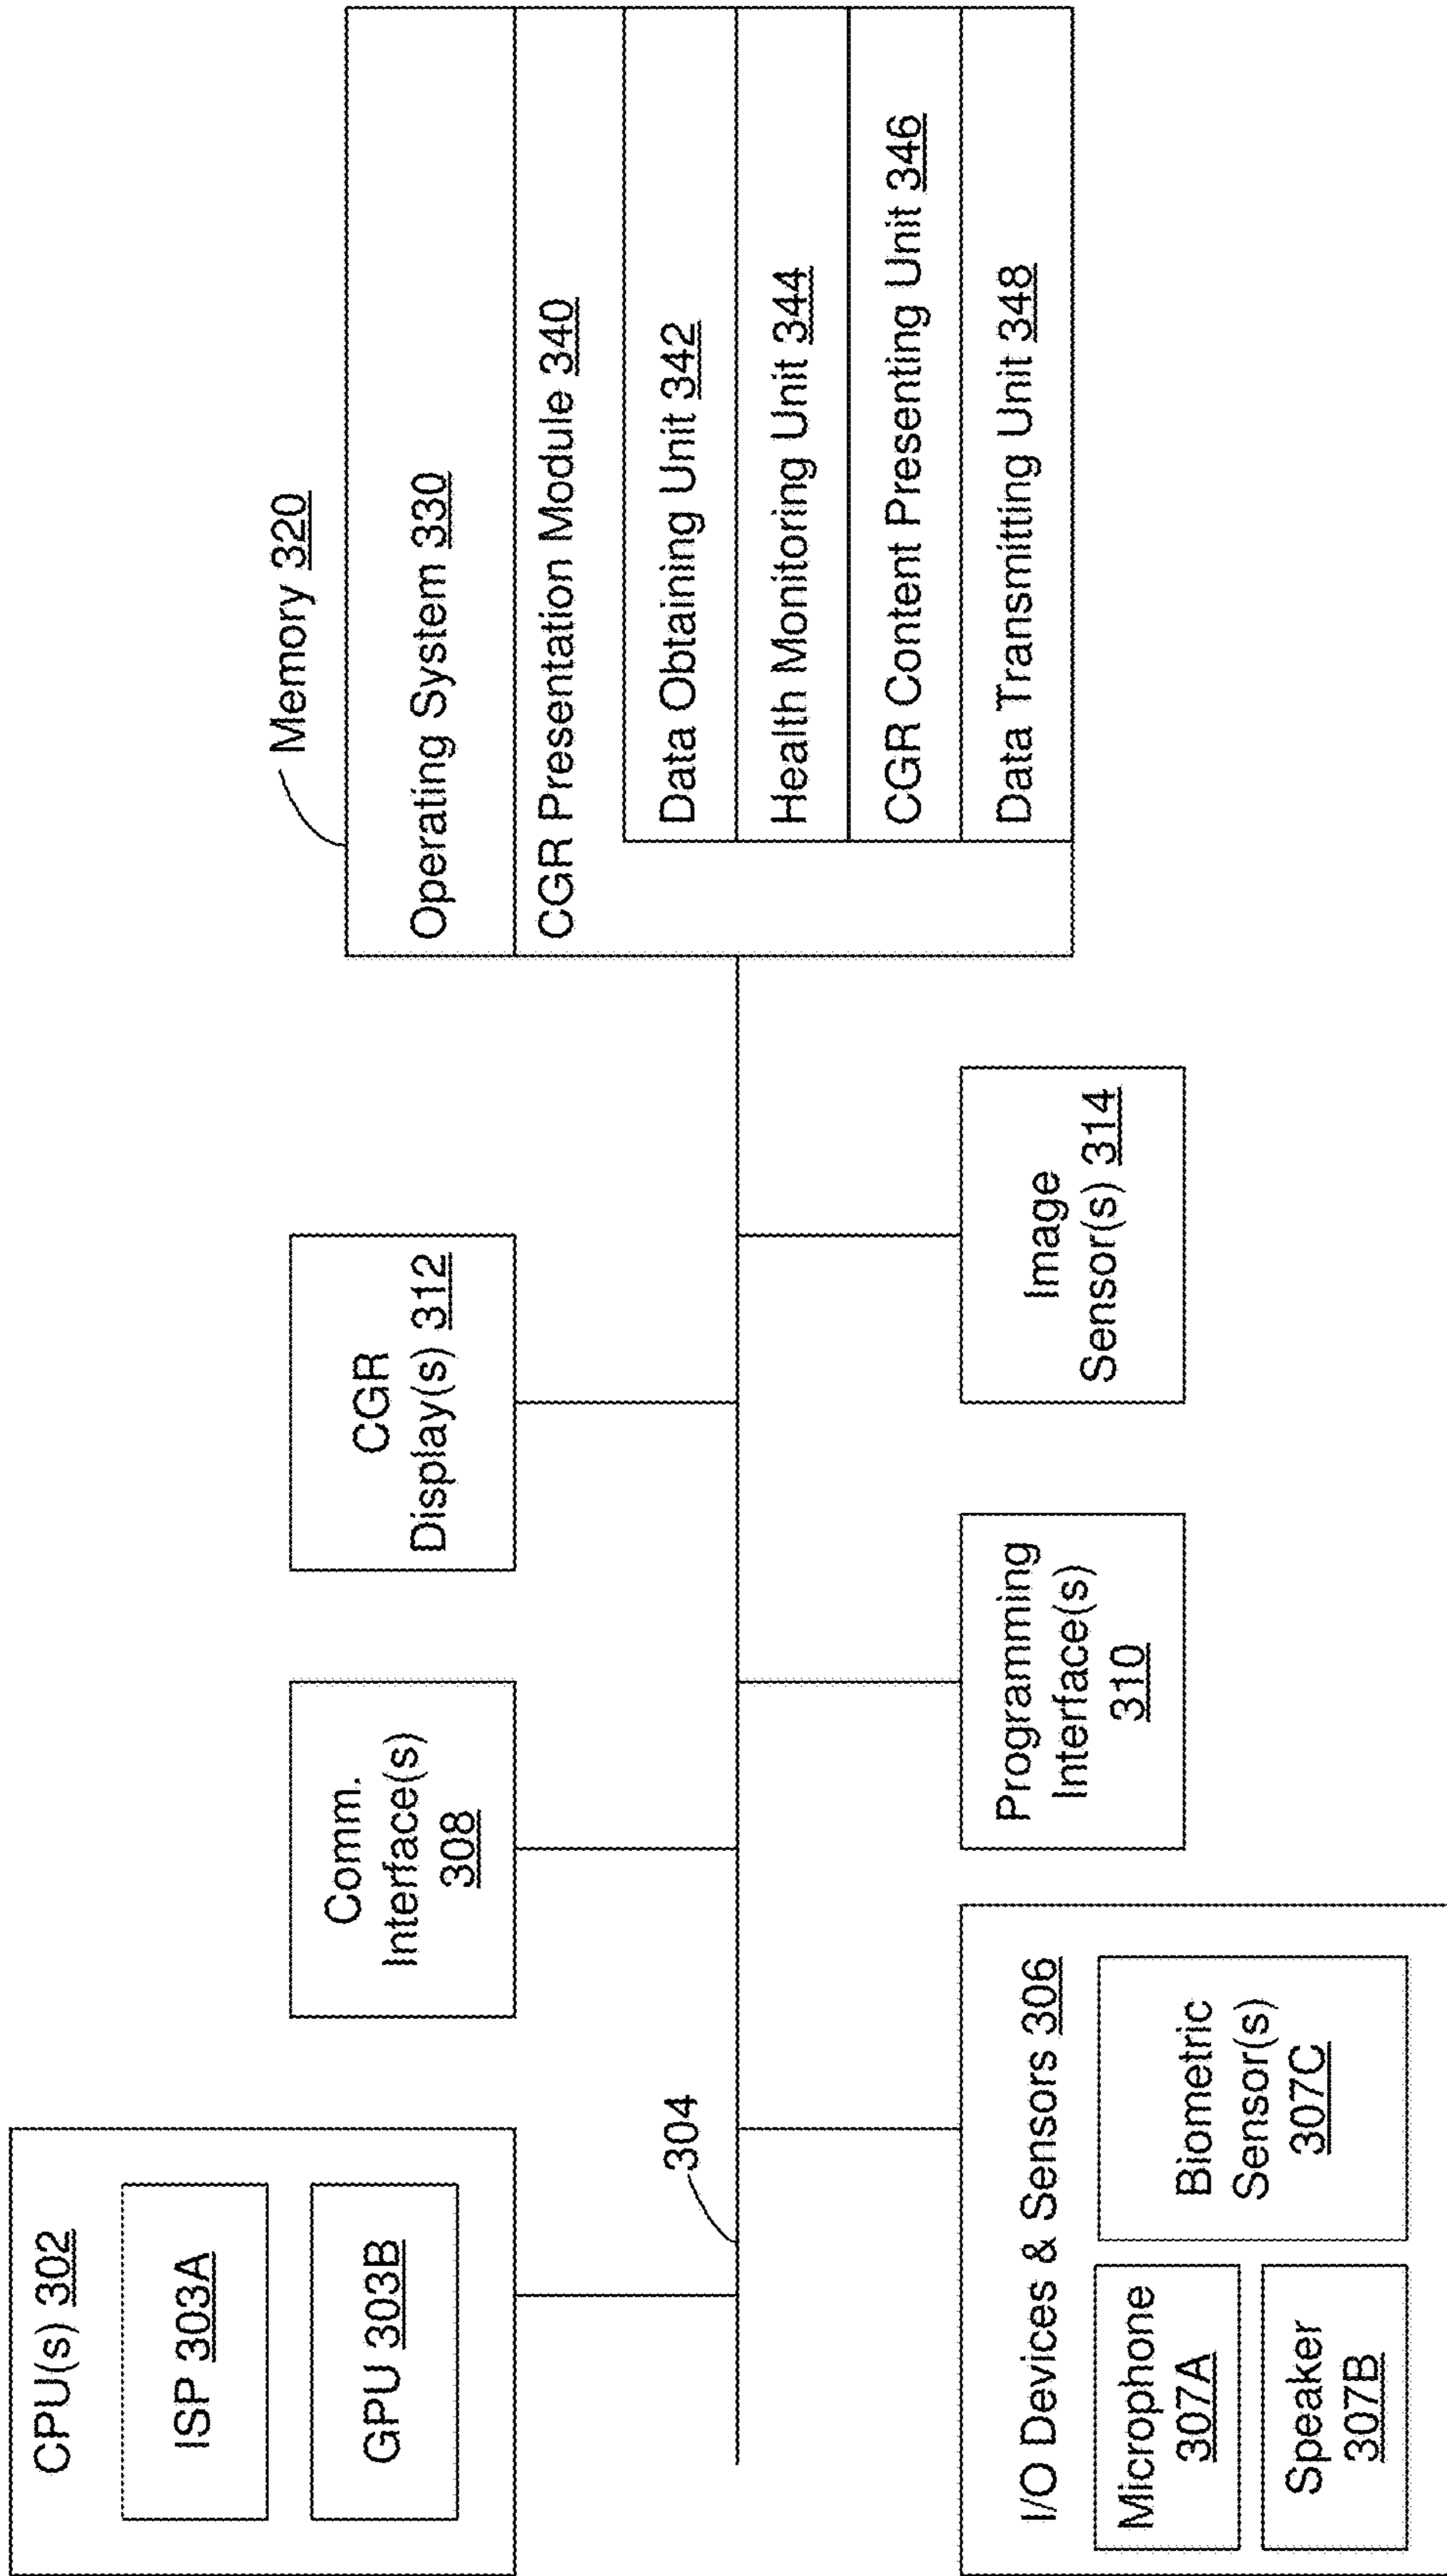 CPU(s) 302
ISP 303A
GPU 303B
Comm.
Interface(s)
308
CGR
Display(s) 312
Memory 320
Operating System 330
CGR Presentation Module 340
Data Obtaining Unit 342
Health Monitoring Unit 344
CGR Content Presenting Unit 346
Data Transmitting Unit 348
304
I/O Devices & Sensors 306
Microphone
307A
Speaker
307B
Biometric
Sensor(s)
307C
Programming
Interface(s)
310
Image
Sensor(s) 314